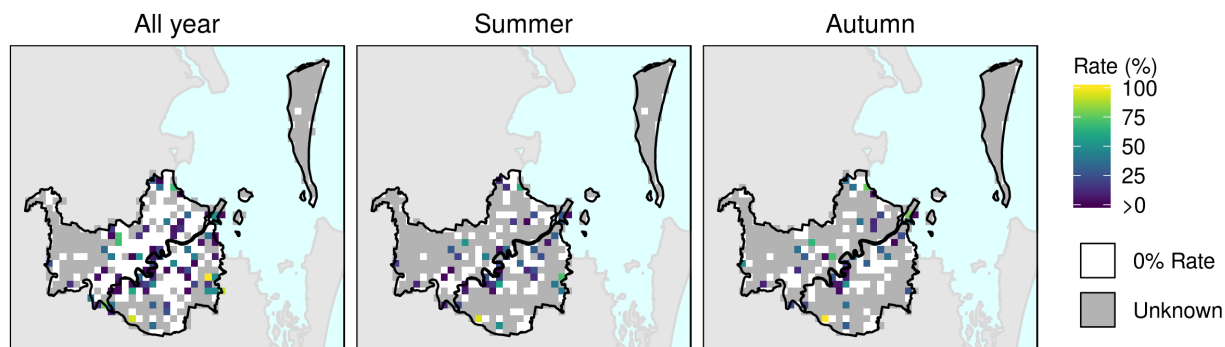 All year
Summer
Autumn
Rate (%)
100
75
50
25
>0
0% Rate
Unknown